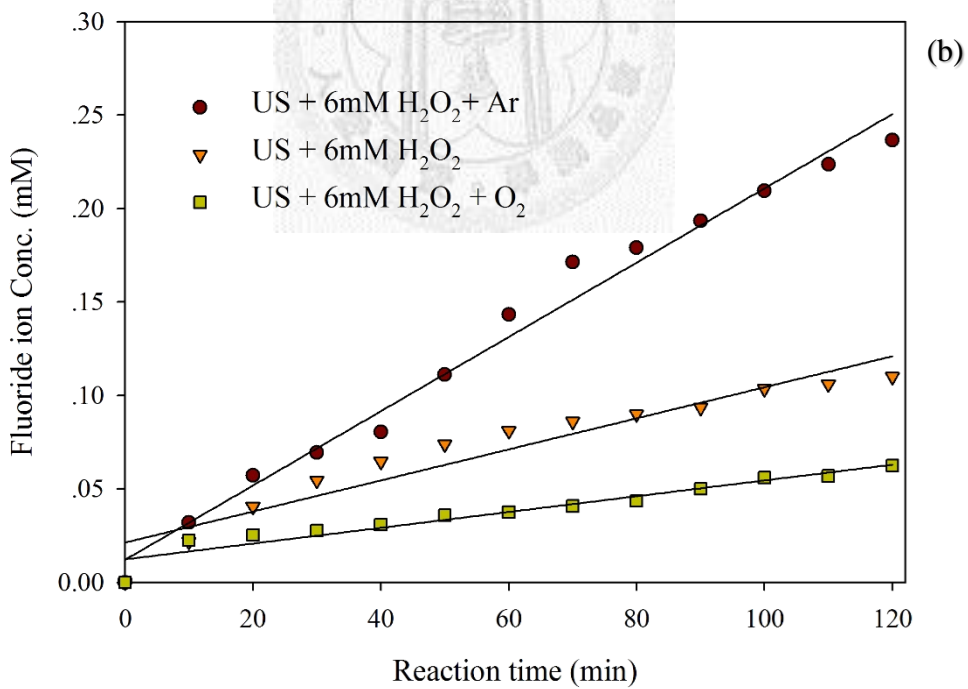 .30
(b)
US + 6mM H₂O₂+ Ar
.25
US + 6mM H₂O₂
US + 6mM H₂O₂ + O₂
.20
.15
.10
.05
0.00
Fluoride ion Conc. (mM)
0 20 40 60 80 100 120
Reaction time (min)